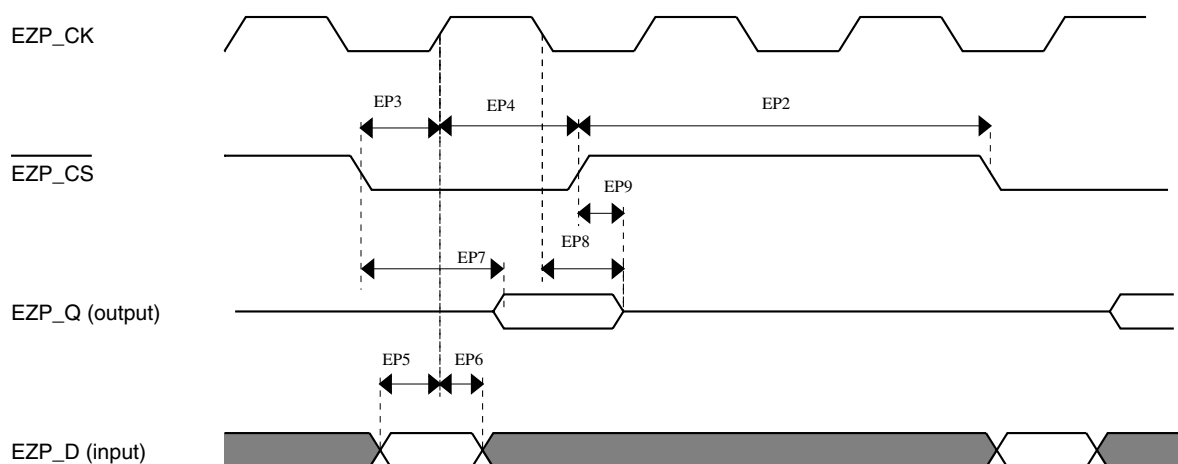 EZP_CK
EP3
EP4
EP2
EZP_CS
EP9
EP8
EP7
EZP_Q (output)
EP5
EP6
EZP_D (input)